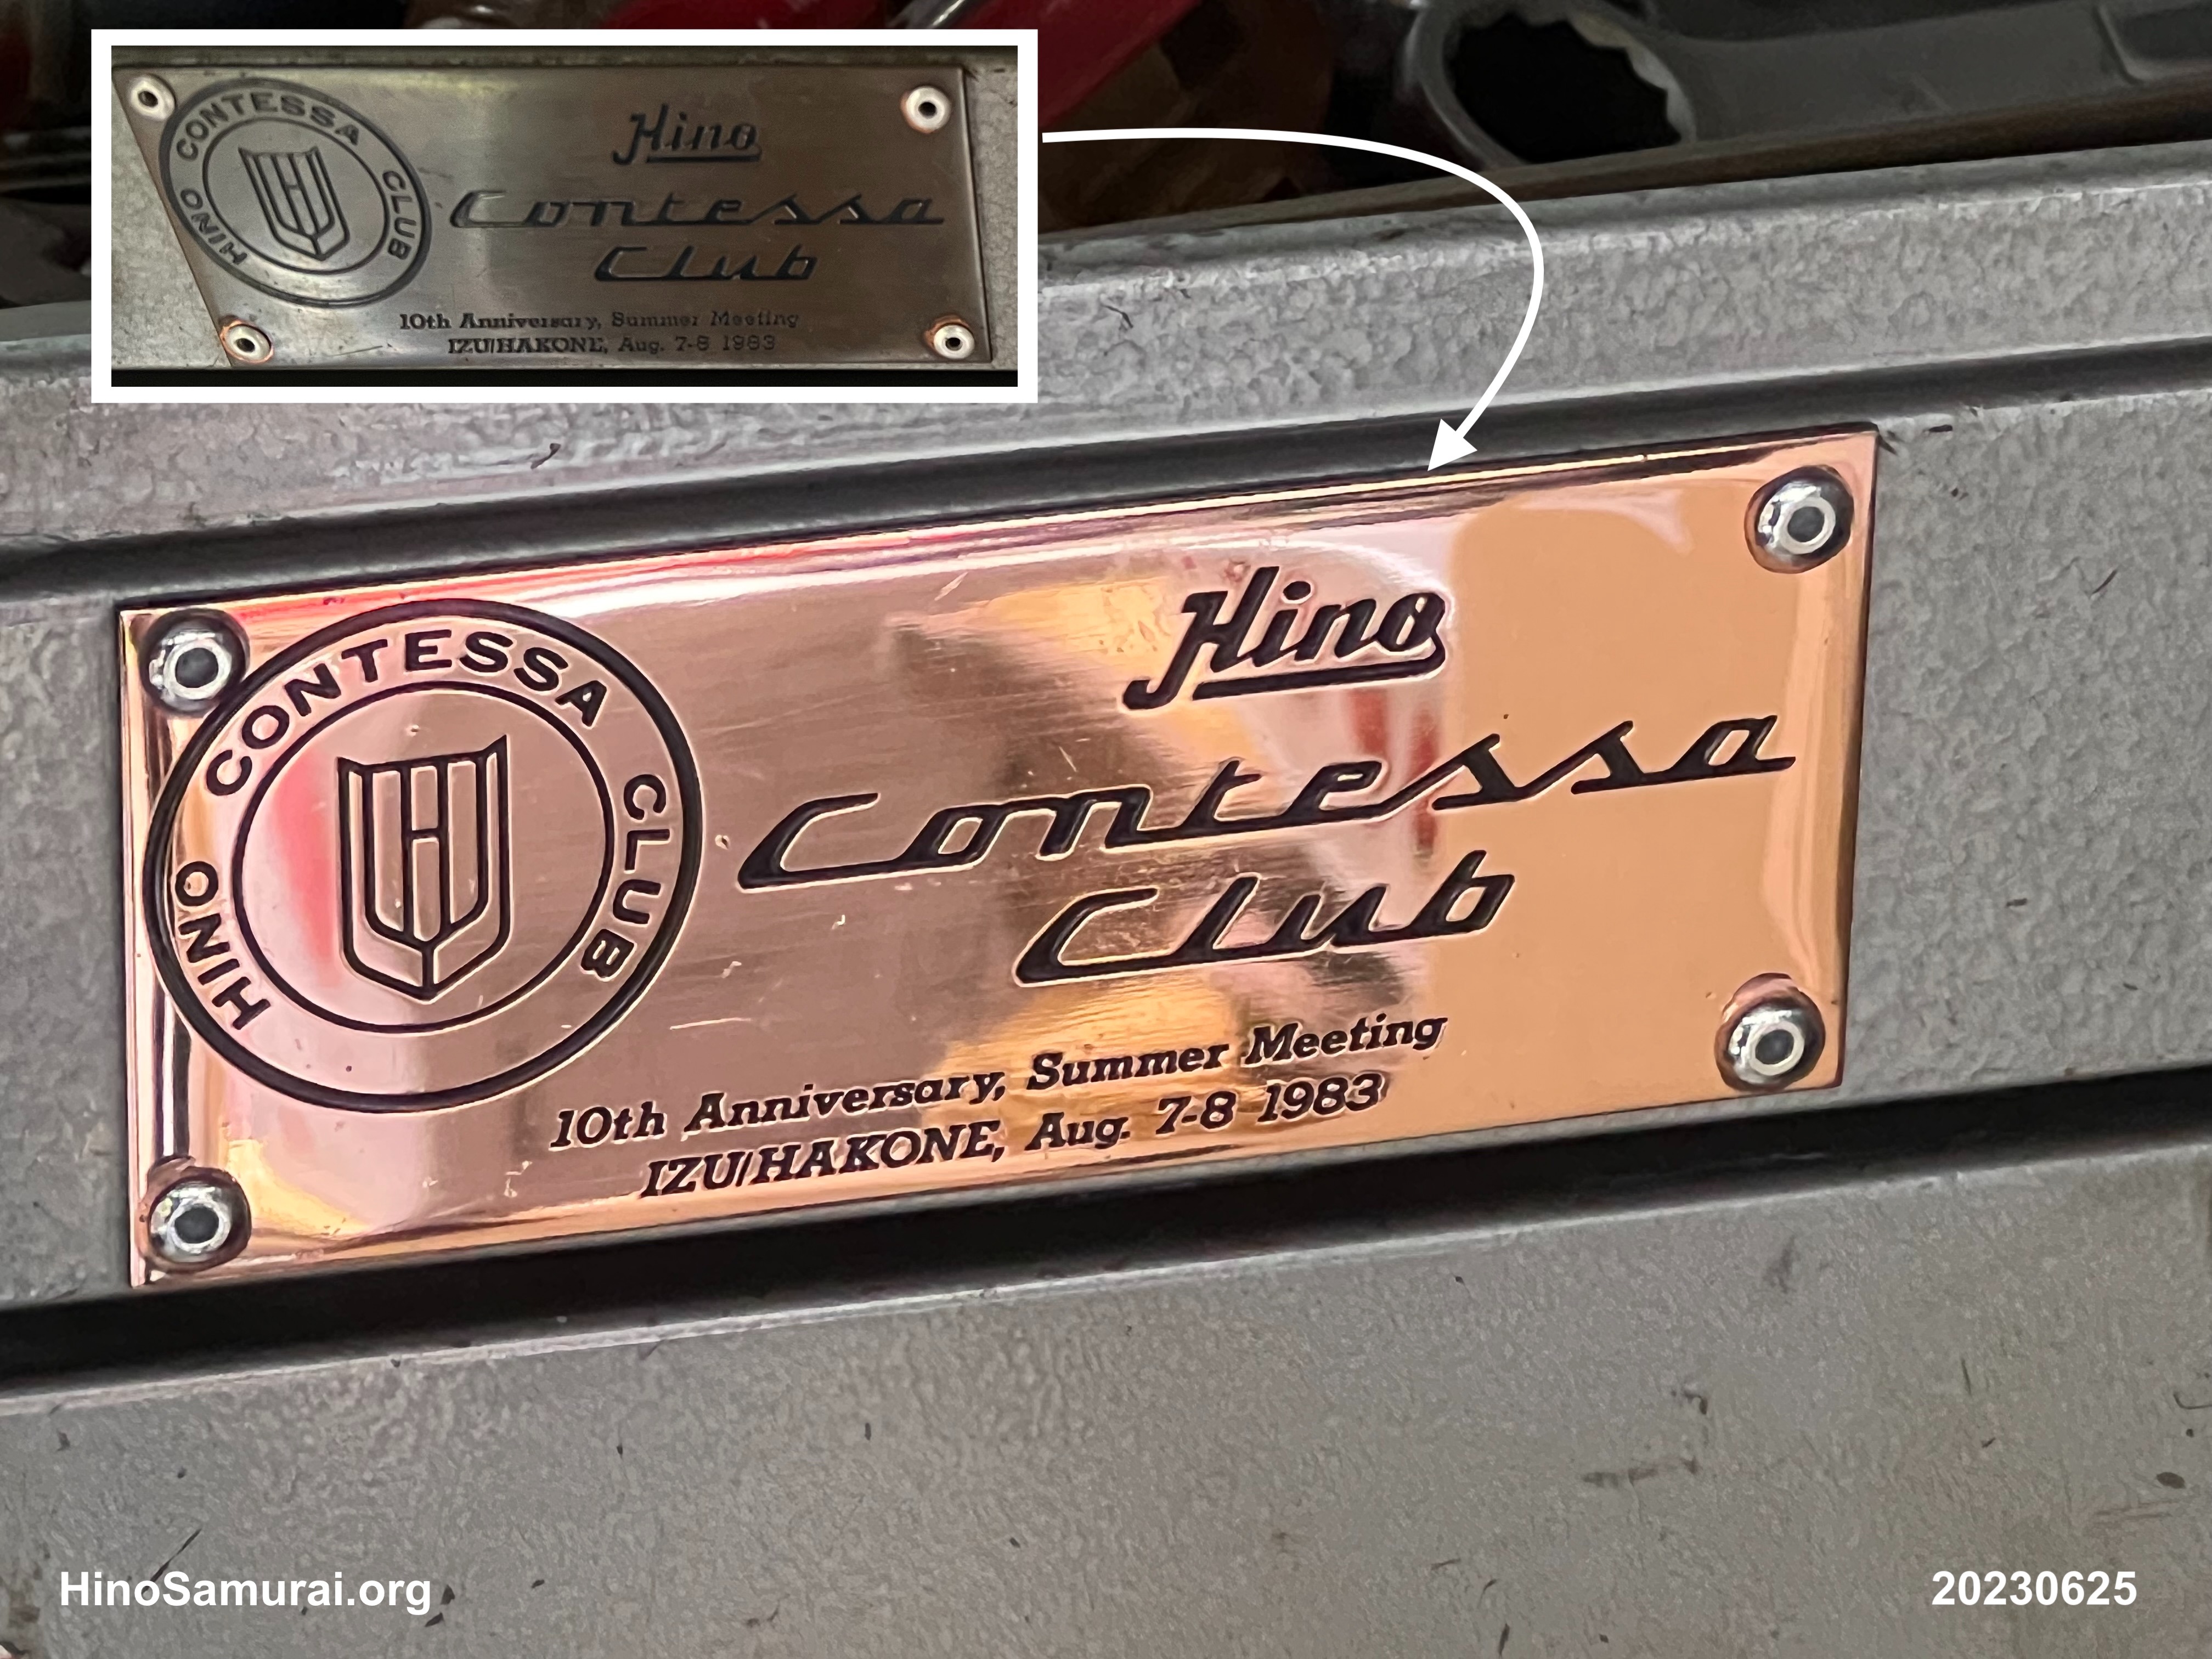 HINO CONTESSA CLUB
Hino
Contessa
Club
10th Anniversary, Summer Meeting
IZU/HAKONE, Aug. 7-8 1983
HINO CONTESSA CLUB
Hino
Contessa
Club
10th Anniversary, Summer Meeting
IZU/HAKONE, Aug. 7-8 1983
HinoSamurai.org
20230625